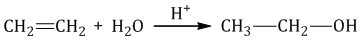 CH₂=CH₂ + H₂O —H⁺→ CH₃—CH₂—OH